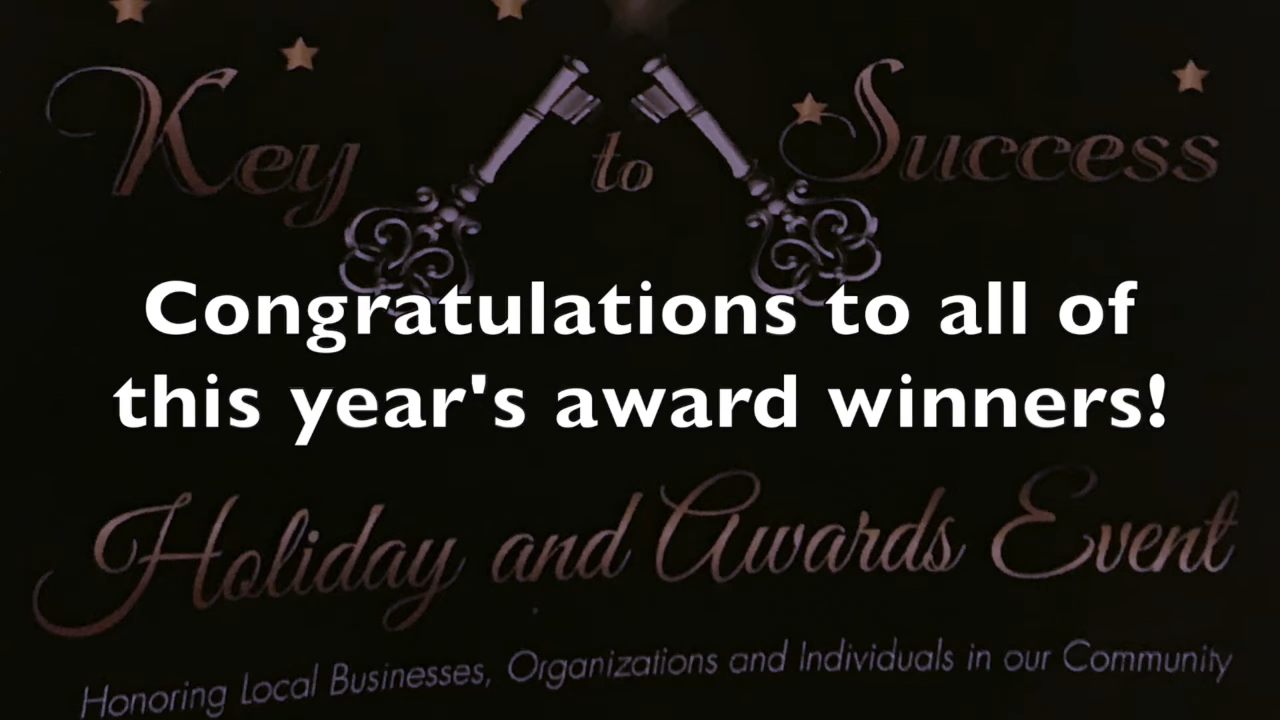 Key to Success
Congratulations to all of
this year's award winners!
Holiday and Awards Event
Honoring Local Businesses, Organizations and Individuals in our Community